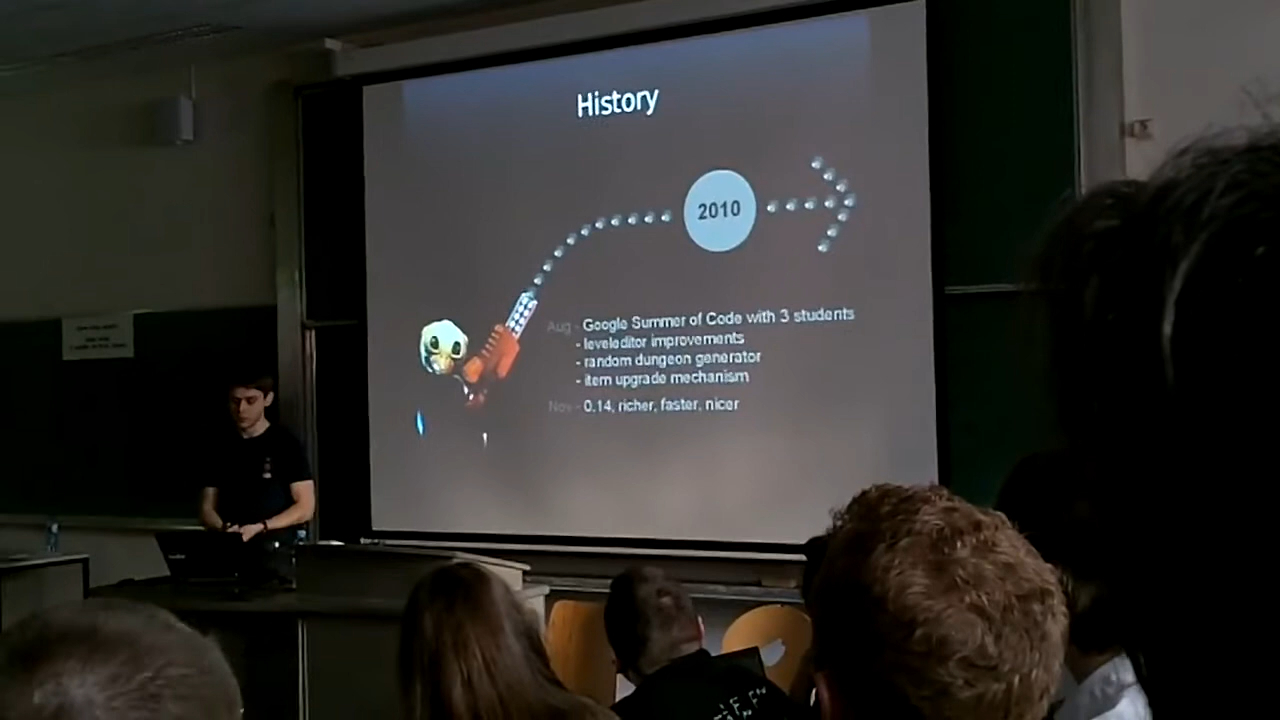 History
2010
Aug - Google Summer of Code with 3 students
- leveleditor improvements
- random dungeon generator
- item upgrade mechanism
Nov - 0.14, richer, faster, nicer